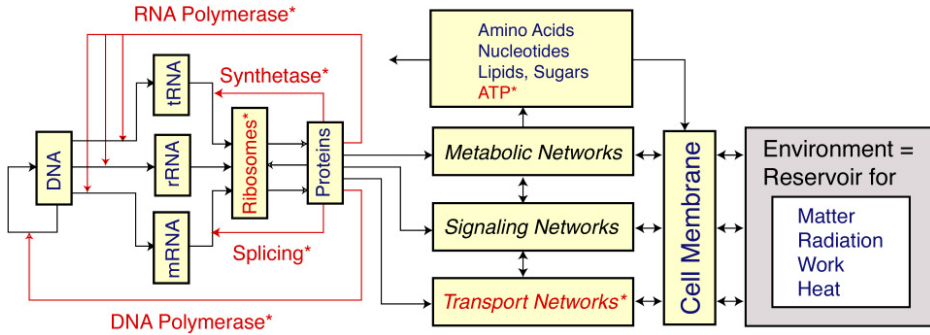 RNA Polymerase*
Synthetase*
tRNA
DNA
rRNA
mRNA
Ribosomes*
Proteins
Splicing*
DNA Polymerase*
Amino Acids
Nucleotides
Lipids, Sugars
ATP*
Metabolic Networks
Signaling Networks
Transport Networks*
Cell Membrane
Environment =
Reservoir for
Matter
Radiation
Work
Heat